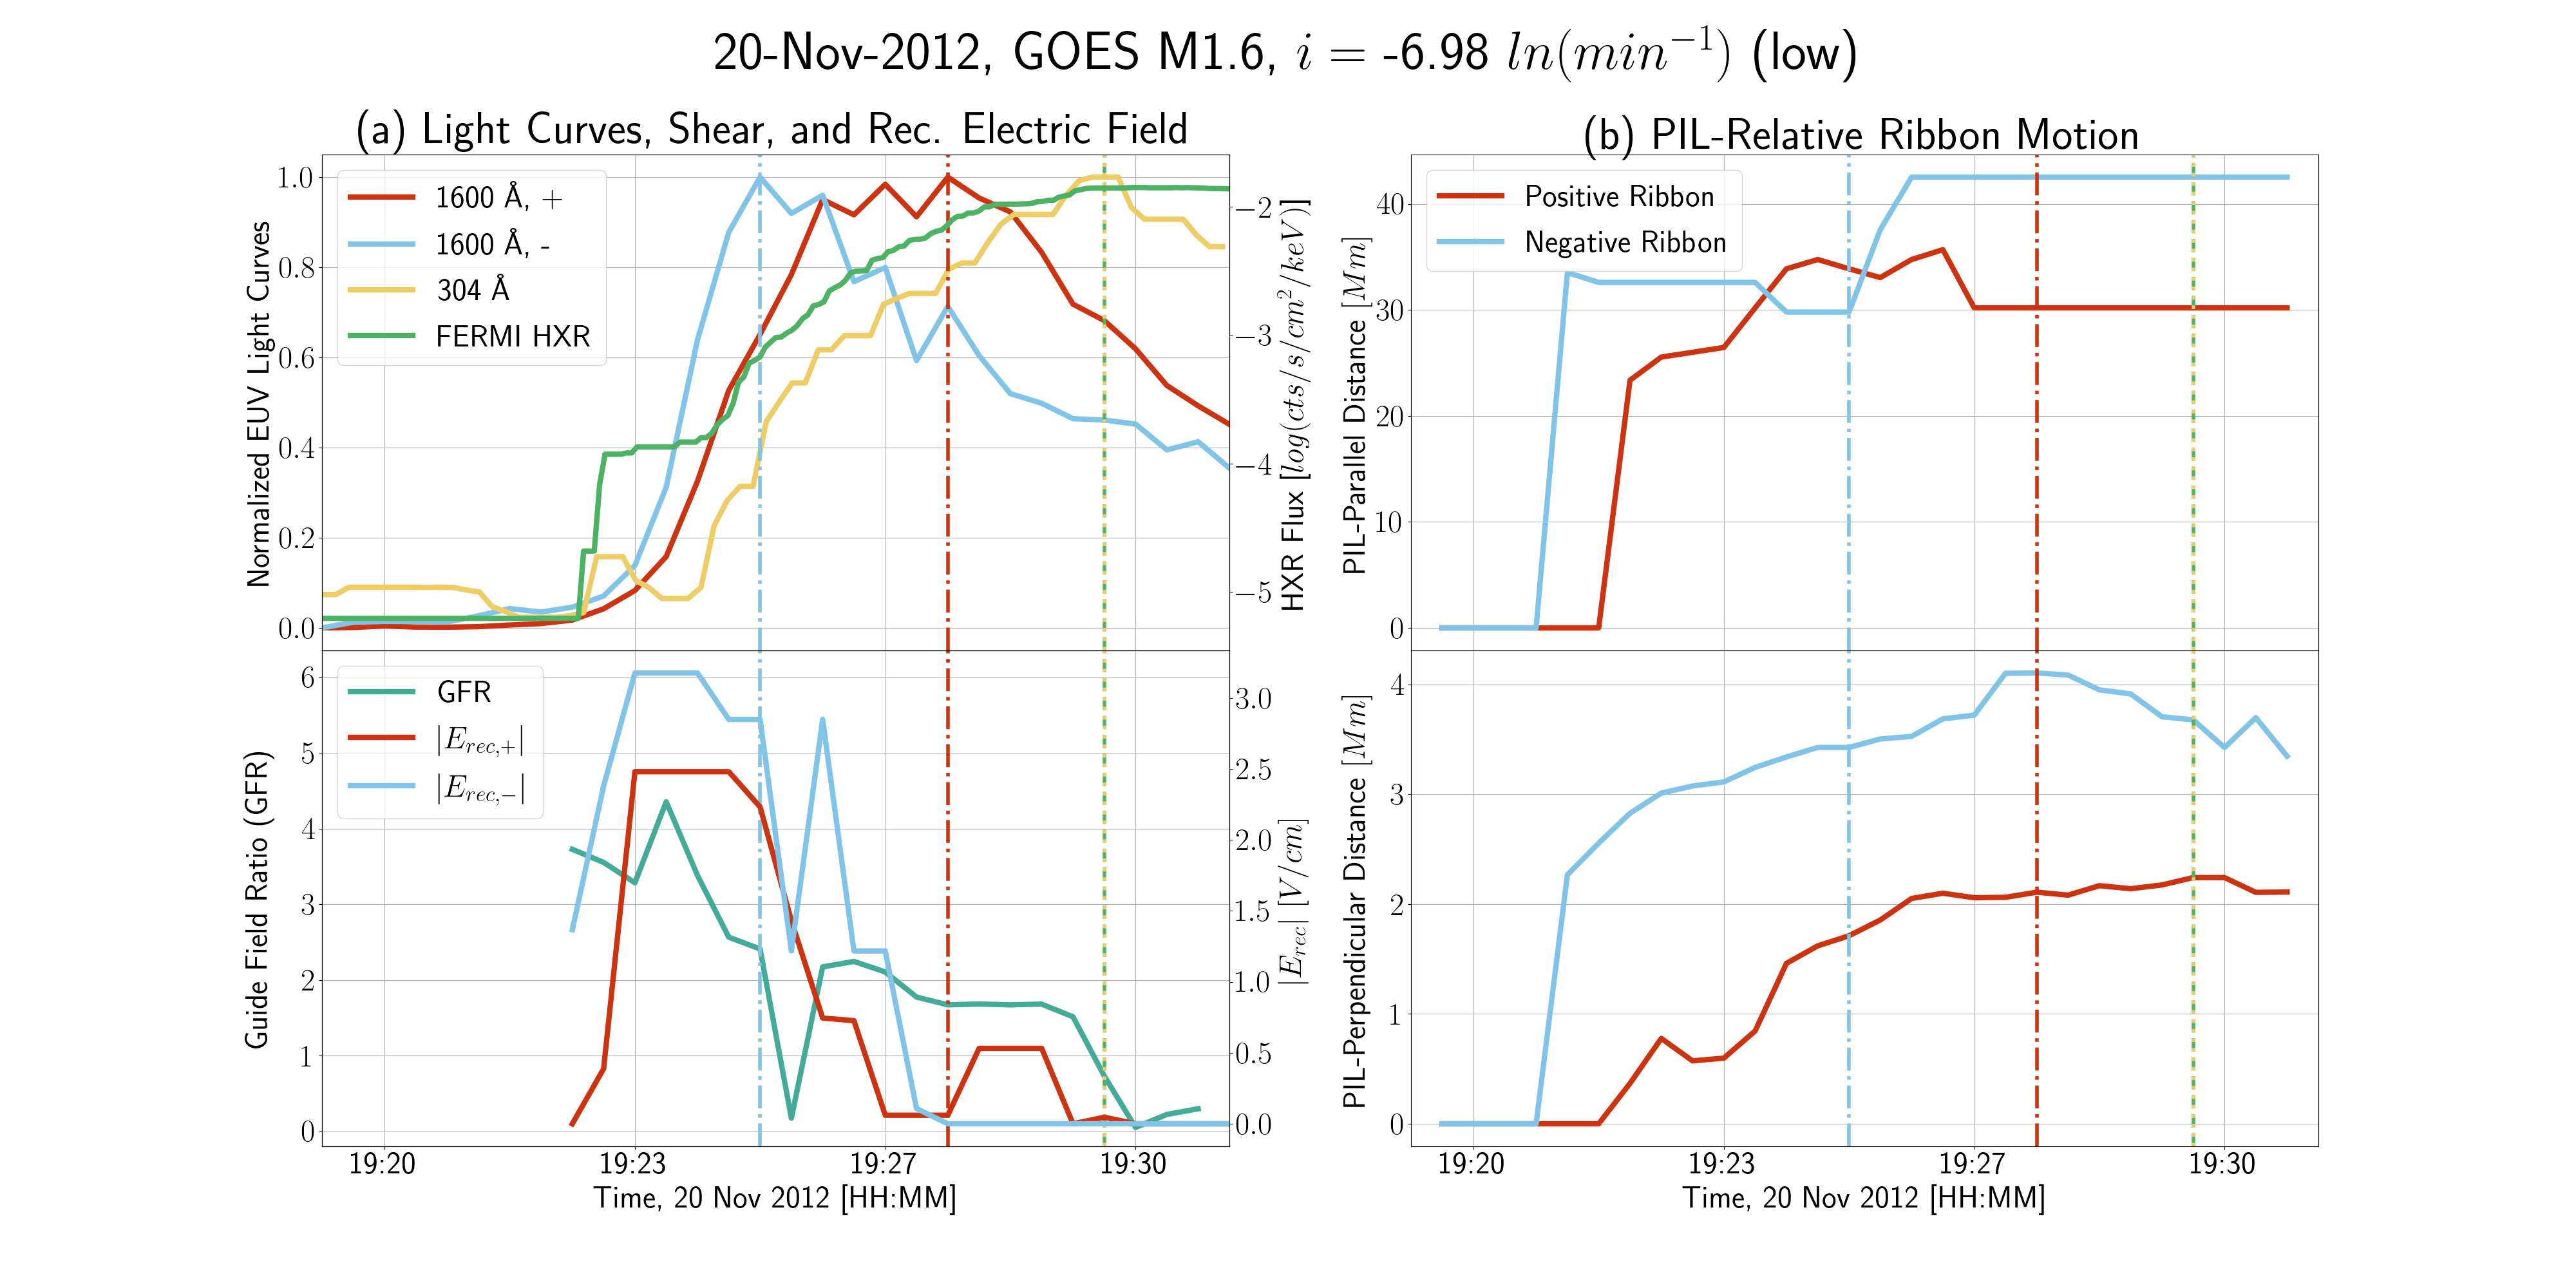 20-Nov-2012, GOES M1.6, i = -6.98 ln(min⁻¹) (low)
(a) Light Curves, Shear, and Rec. Electric Field
Normalized EUV Light Curves
1.0
0.8
0.6
0.4
0.2
0.0
1600 Å, +
1600 Å, -
304 Å
FERMI HXR
−2
−3
−4
−5
HXR Flux [log(cts/s/cm²/keV)]
Guide Field Ratio (GFR)
6
5
4
3
2
1
0
GFR
|E_{rec,+}|
|E_{rec,−}|
3.0
2.5
2.0
1.5
1.0
0.5
0.0
|E_{rec}| [V/cm]
19:20 19:23 19:27 19:30
Time, 20 Nov 2012 [HH:MM]
(b) PIL-Relative Ribbon Motion
PIL-Parallel Distance [Mm]
40
30
20
10
0
Positive Ribbon
Negative Ribbon
PIL-Perpendicular Distance [Mm]
4
3
2
1
0
19:20 19:23 19:27 19:30
Time, 20 Nov 2012 [HH:MM]